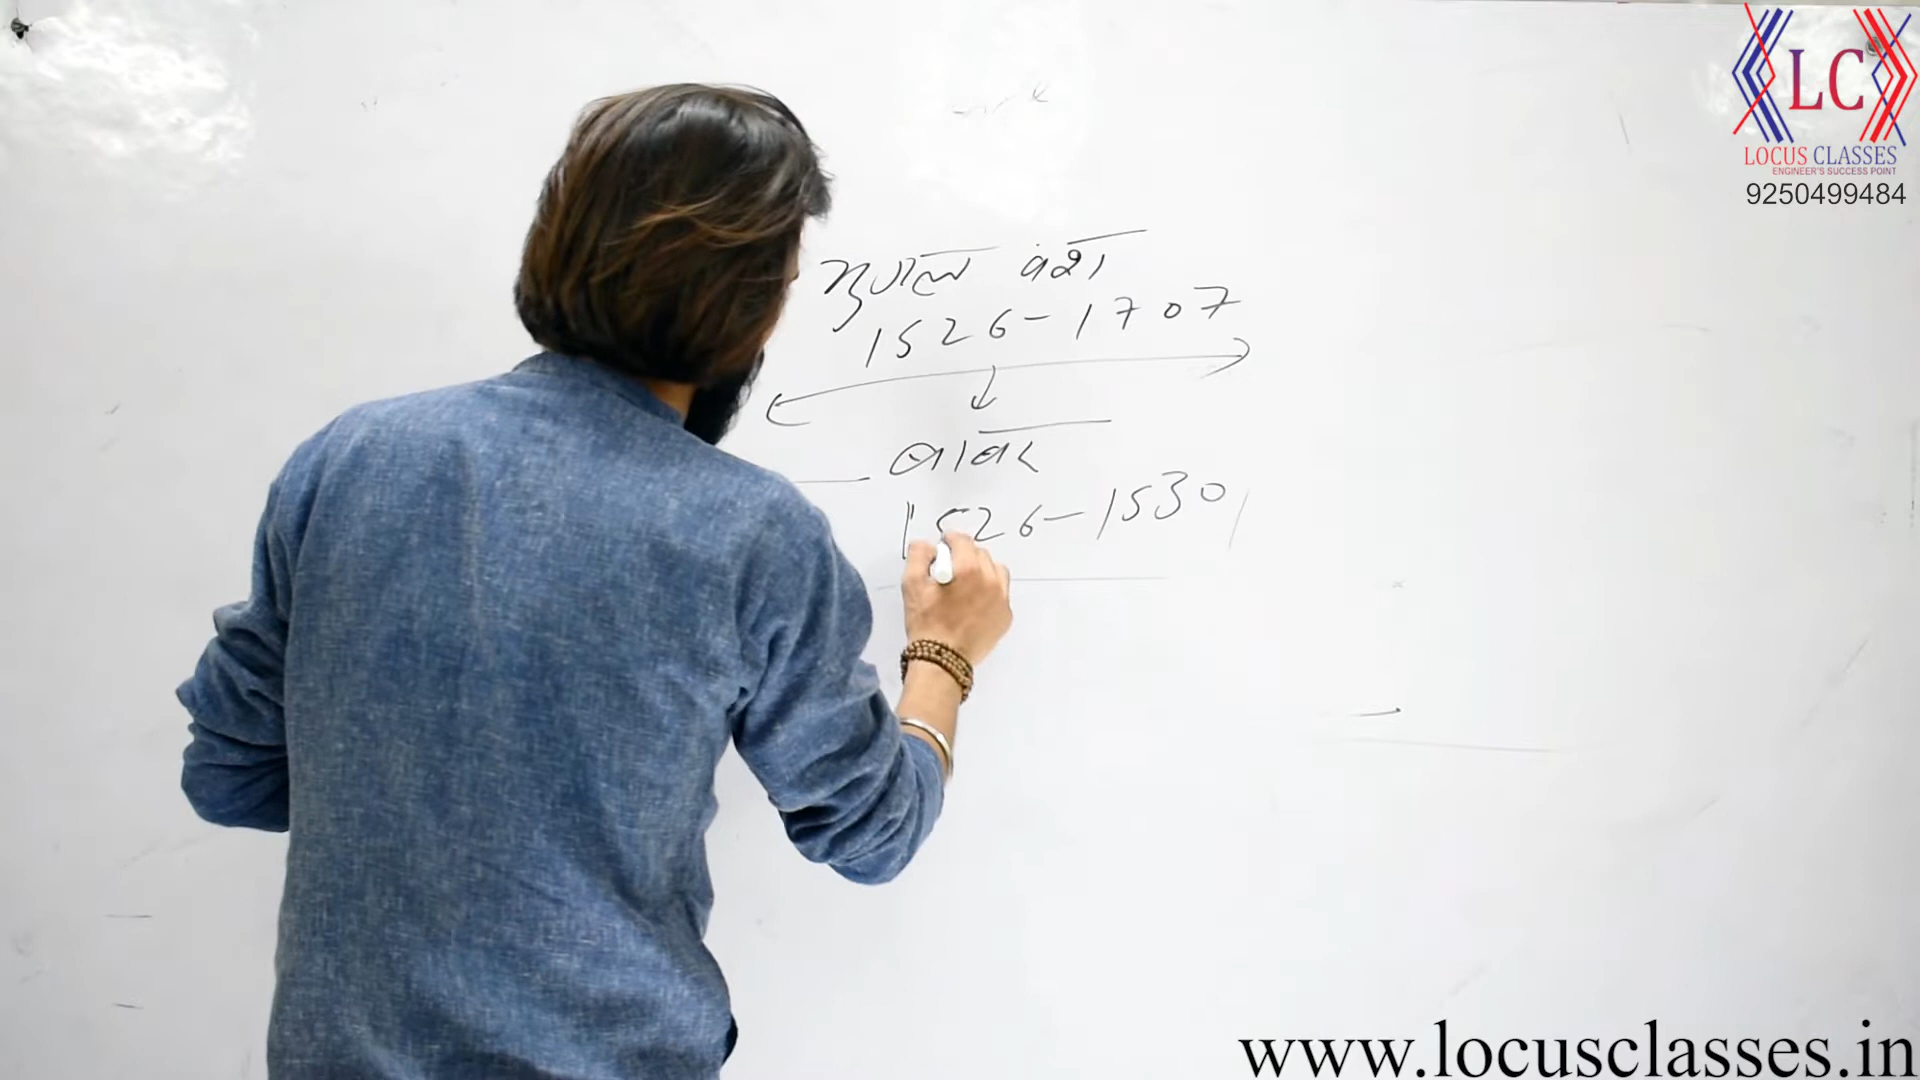 LC
LOCUS CLASSES
ENGINEER'S SUCCESS POINT
9250499484
मुगल वंश
1526-1707
बाबर
1526-1530
www.locusclasses.in